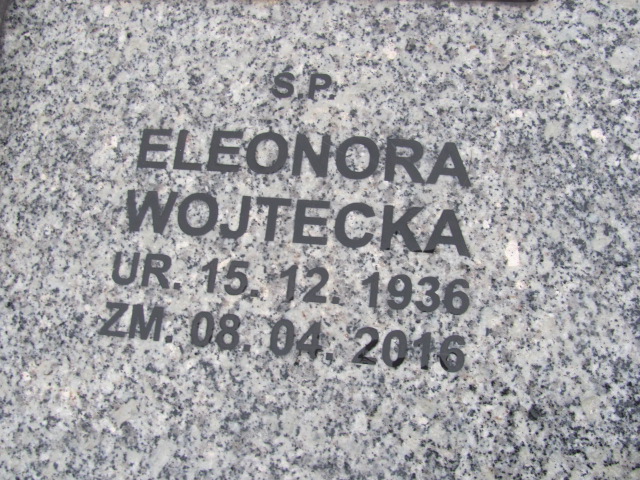 Ś.P.
ELEONORA
WOJTECKA
UR. 15. 12. 1936
ZM. 08. 04. 2016